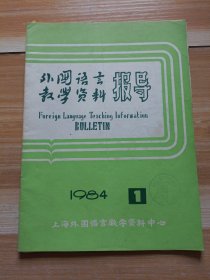 外国语言
教学资料 报导
Foreign Language Teaching Information
BULLETIN
1984 1
上海外国语言教学资料中心